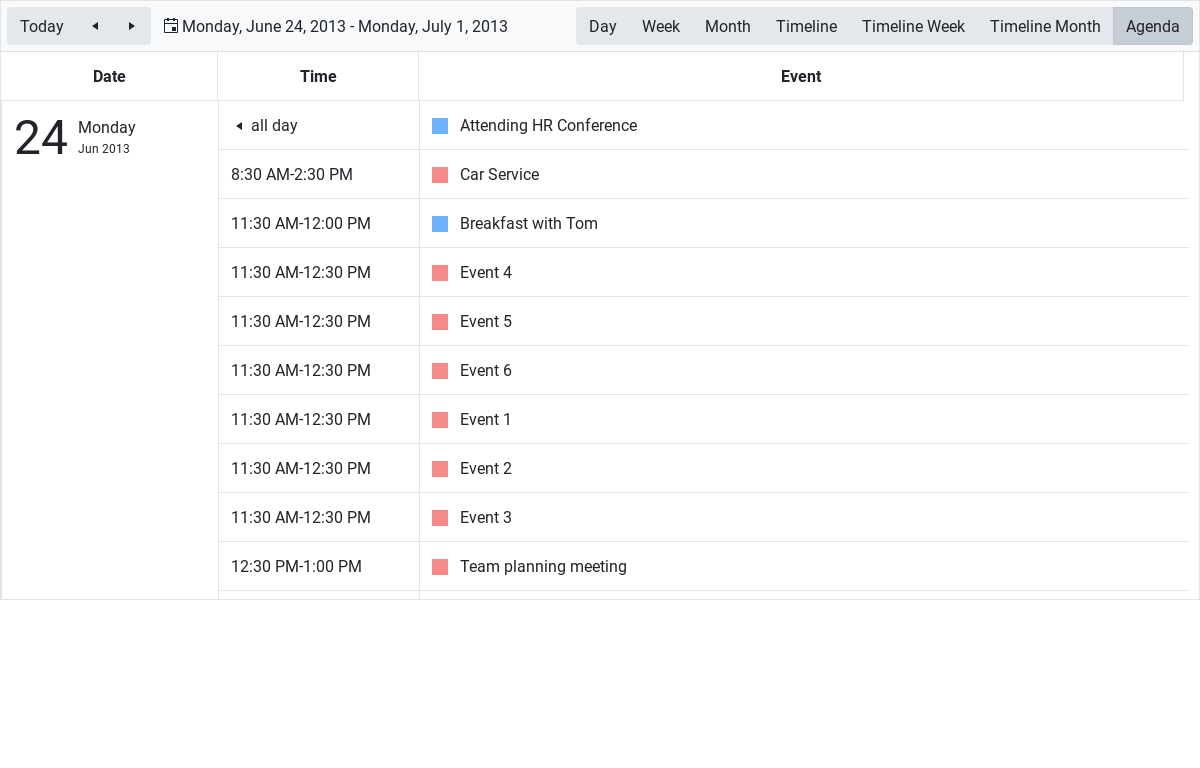 Today Monday, June 24, 2013 - Monday, July 1, 2013 Day Week Month Timeline Timeline Week Timeline Month Agenda
Date Time Event
24 Monday
Jun 2013
all day Attending HR Conference
8:30 AM-2:30 PM Car Service
11:30 AM-12:00 PM Breakfast with Tom
11:30 AM-12:30 PM Event 4
11:30 AM-12:30 PM Event 5
11:30 AM-12:30 PM Event 6
11:30 AM-12:30 PM Event 1
11:30 AM-12:30 PM Event 2
11:30 AM-12:30 PM Event 3
12:30 PM-1:00 PM Team planning meeting